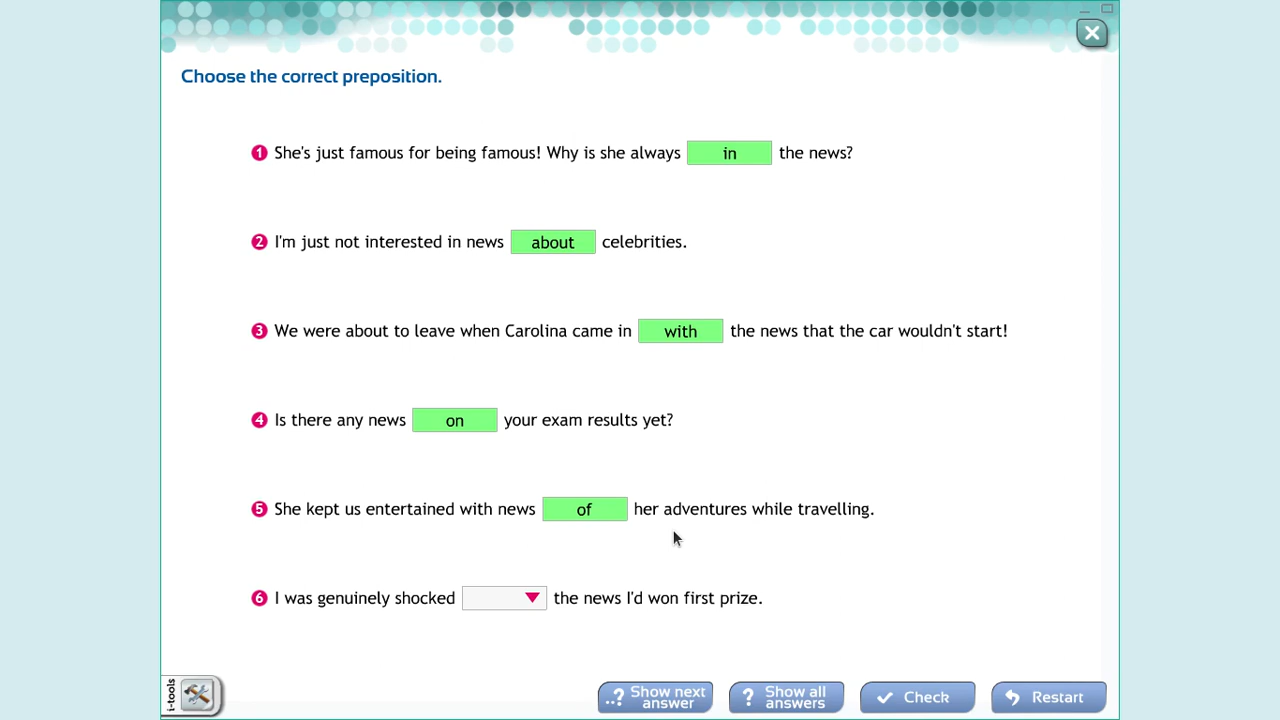 Choose the correct preposition.
1 She's just famous for being famous! Why is she always in the news?
2 I'm just not interested in news about celebrities.
3 We were about to leave when Carolina came in with the news that the car wouldn't start!
4 Is there any news on your exam results yet?
5 She kept us entertained with news of her adventures while travelling.
6 I was genuinely shocked the news I'd won first prize.
i-tools
..? Show next
answer
? Show all
answers
Check
Restart